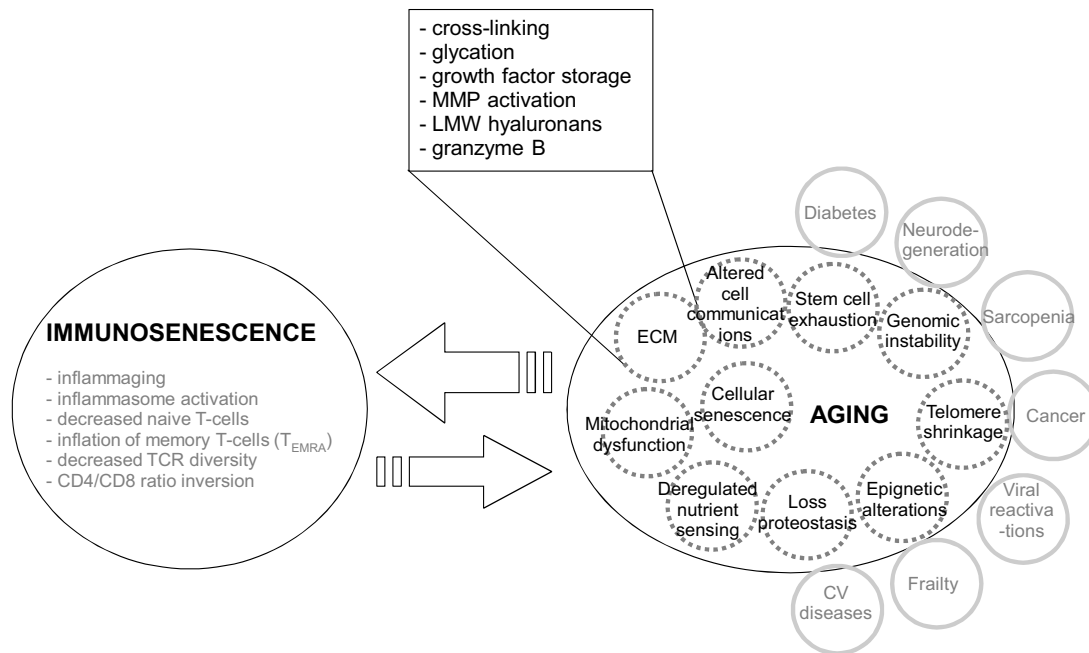 - cross-linking
- glycation
- growth factor storage
- MMP activation
- LMW hyaluronans
- granzyme B
IMMUNOSENESCENCE
- inflammaging
- inflammasome activation
- decreased naive T-cells
- inflation of memory T-cells (TEMRA)
- decreased TCR diversity
- CD4/CD8 ratio inversion
Diabetes
Neurode-
generation
Sarcopenia
Cancer
Viral
reactiva
-tions
Frailty
CV
diseases
ECM
Altered
cell
communicat
ions
Stem cell
exhaustion
Genomic
instability
Cellular
senescence
AGING
Telomere
shrinkage
Mitochondrial
dysfunction
Deregulated
nutrient
sensing
Loss
proteostasis
Epignetic
alterations